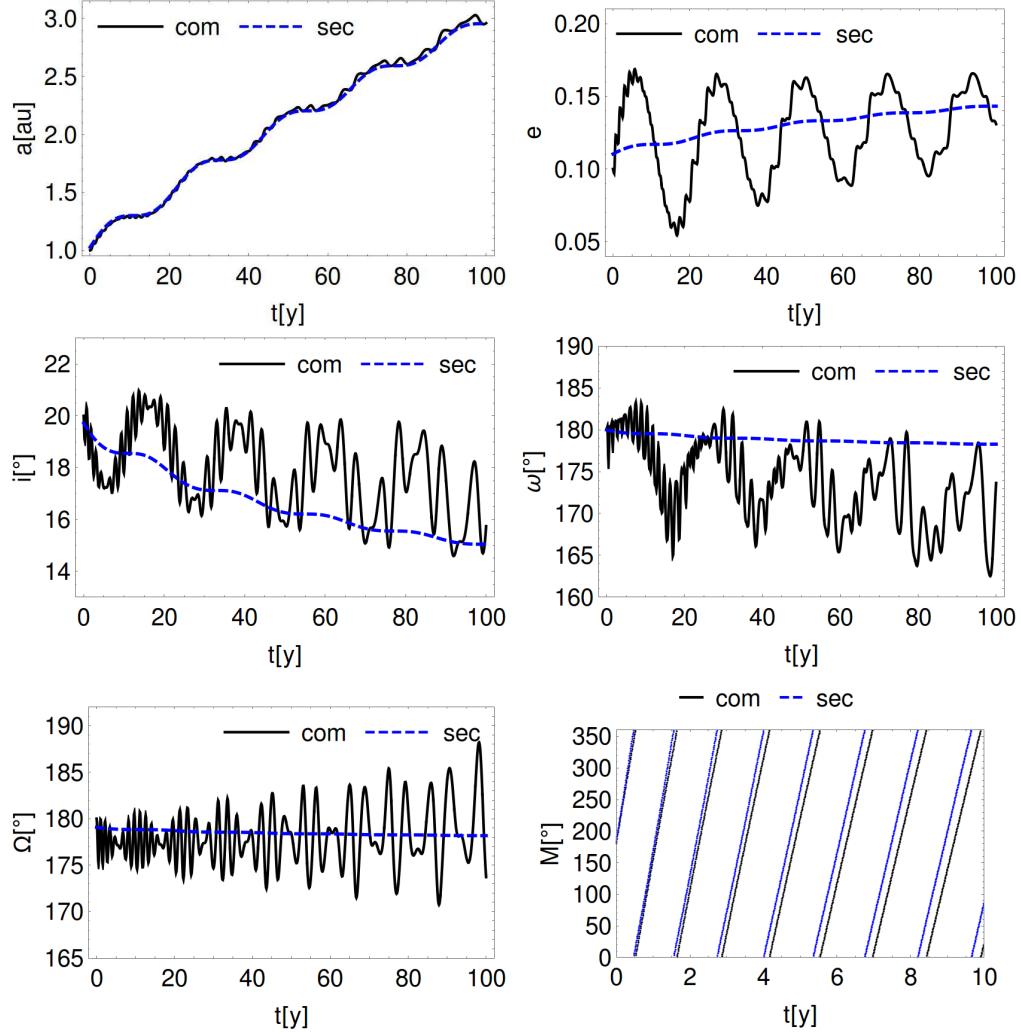 com sec
a[au]
3.0
2.5
2.0
1.5
1.0
0 20 40 60 80 100
t[y]
com sec
e
0.20
0.15
0.10
0.05
0 20 40 60 80 100
t[y]
com sec
i[°]
22
20
18
16
14
0 20 40 60 80 100
t[y]
com sec
ω[°]
190
185
180
175
170
165
160
0 20 40 60 80 100
t[y]
com sec
Ω[°]
190
185
180
175
170
165
0 20 40 60 80 100
t[y]
com sec
M[°]
350
300
250
200
150
100
50
0
0 2 4 6 8 10
t[y]